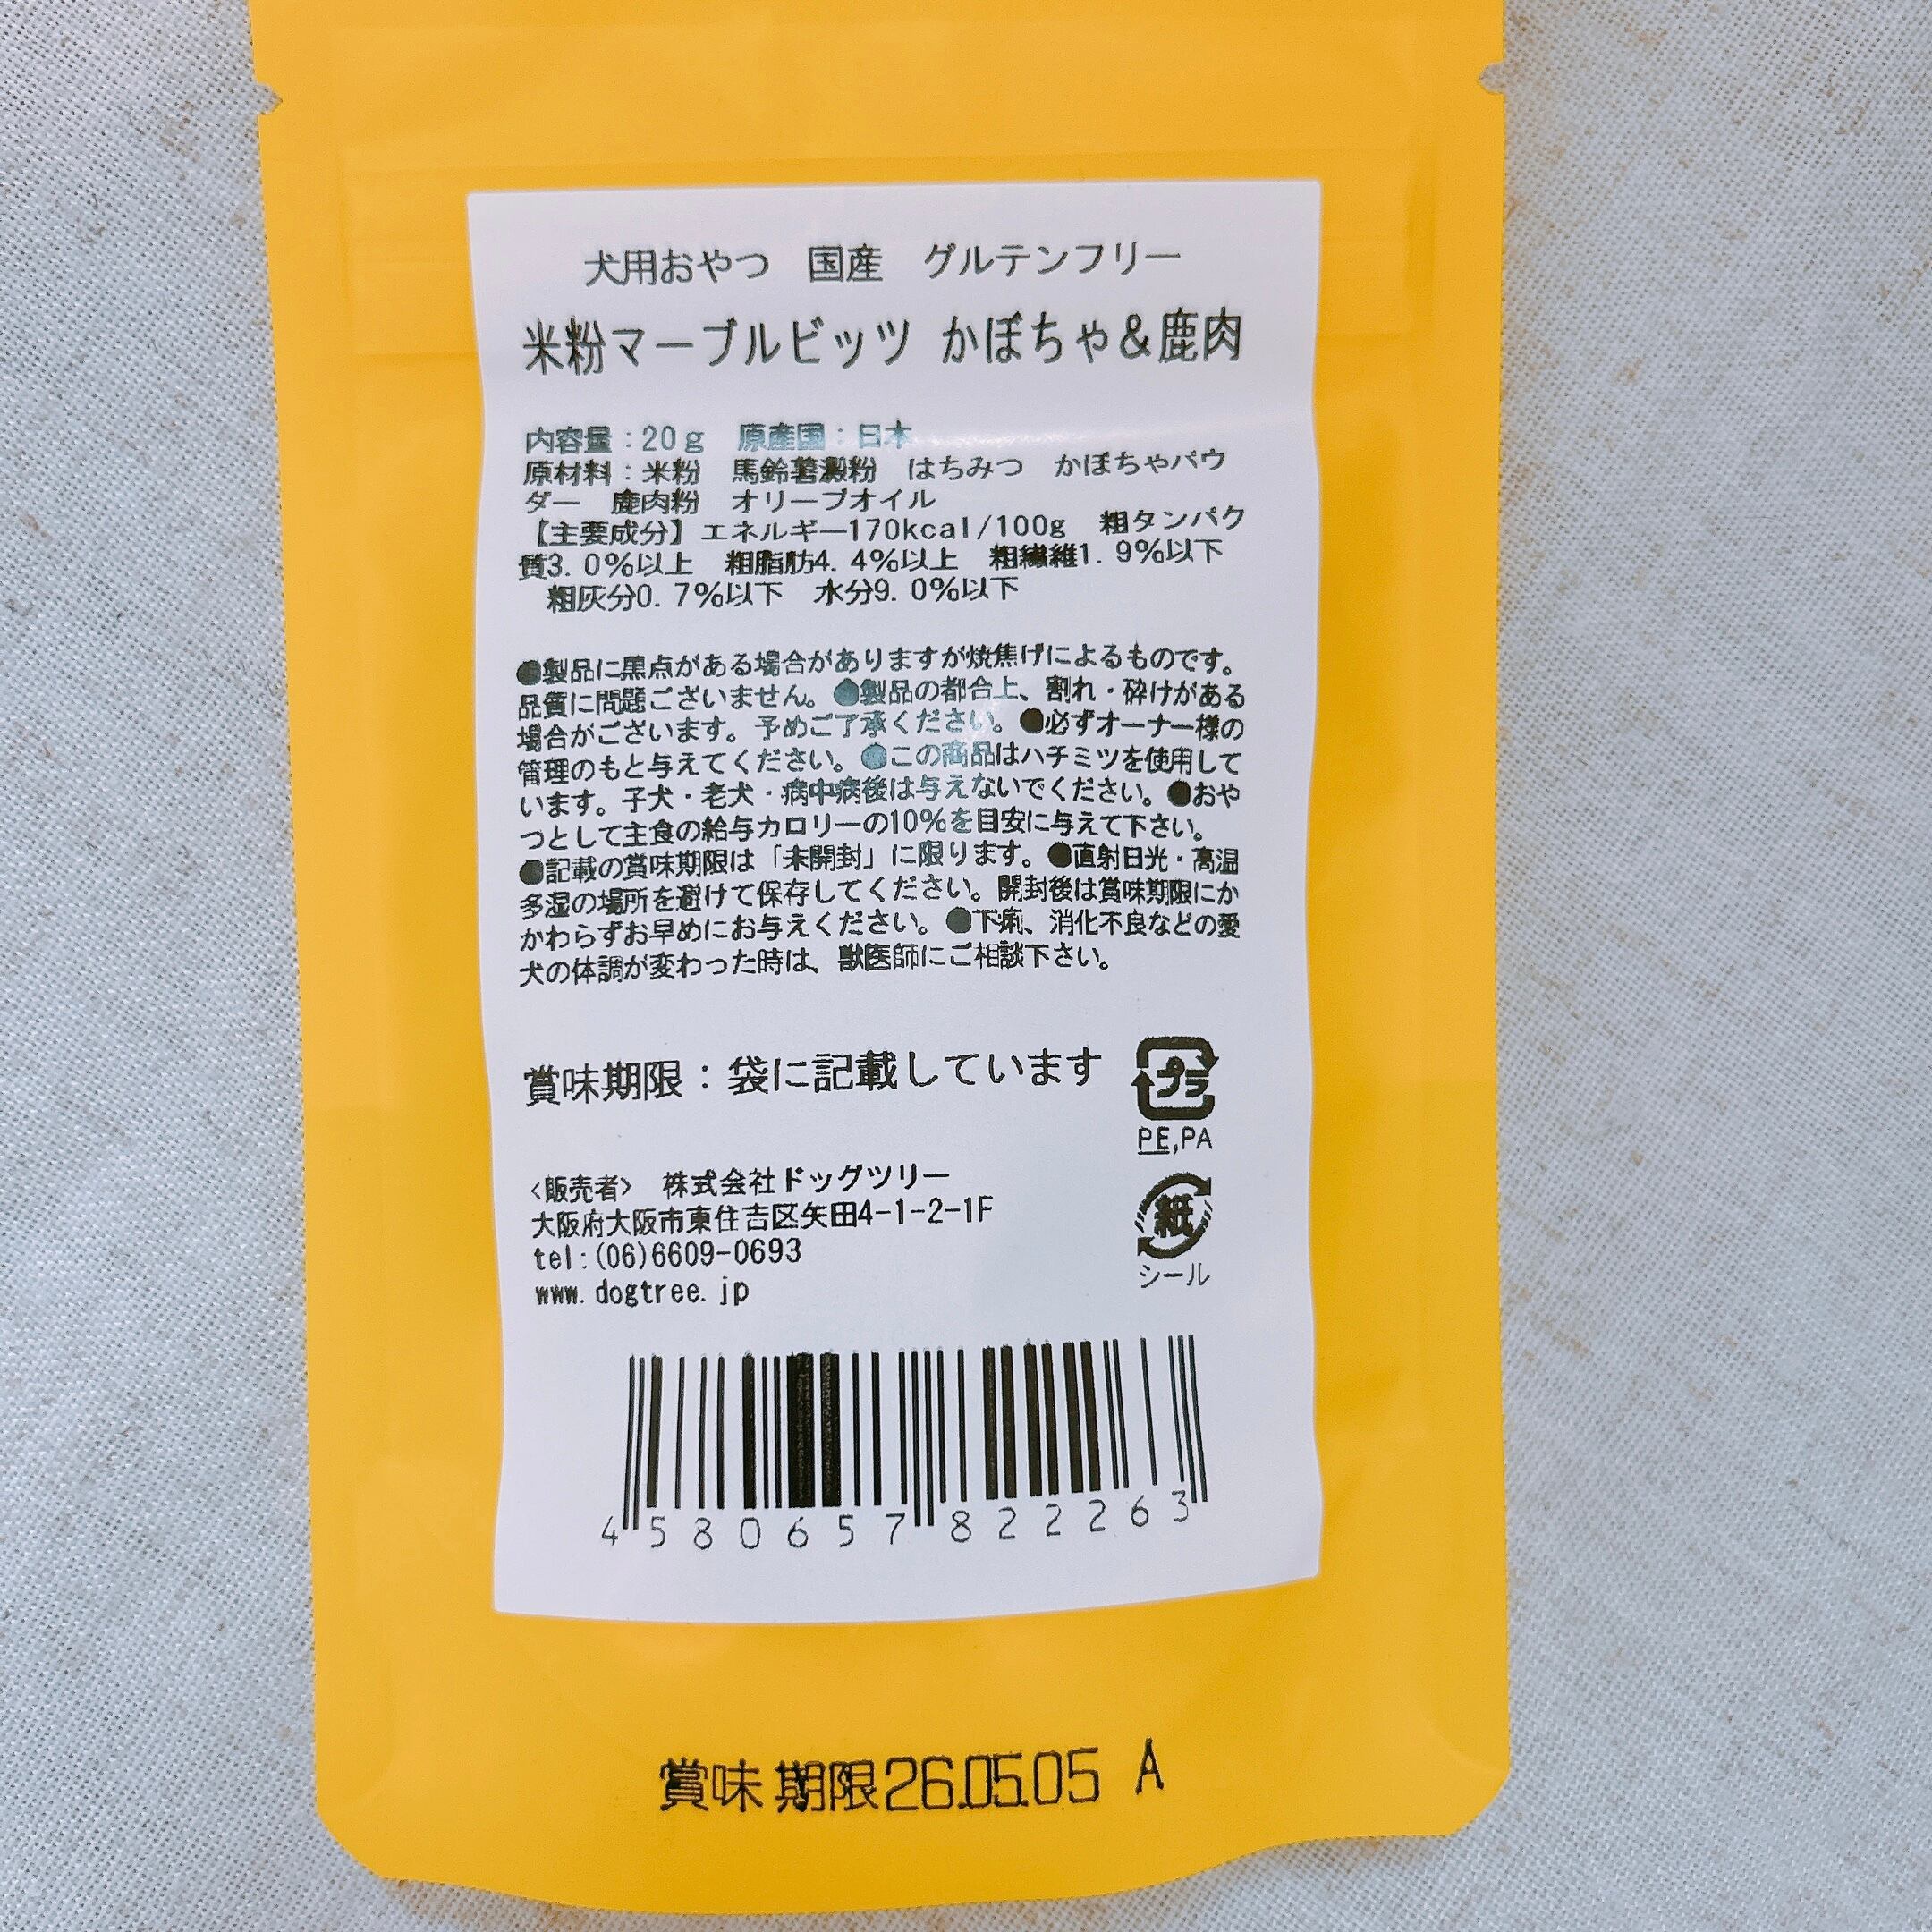 犬用おやつ　国産　グルテンフリー
米粉マーブルビッツ かぼちゃ＆鹿肉
内容量：20ｇ　原産国：日本
原材料：米粉　馬鈴薯澱粉　はちみつ　かぼちゃパウ
ダー　鹿肉粉　オリーブオイル
【主要成分】エネルギー170kcal/100g　粗タンパク
質3.0%以上　粗脂肪4.4%以上　粗繊維1.9%以下
粗灰分0.7%以下　水分9.0%以下
●製品に黒点がある場合がありますが焼焦げによるものです。
品質に問題ございません。●製品の都合上、割れ・砕けがある
場合がございます。予めご了承ください。●必ずオーナー様の
管理のもと与えてください。●この商品はハチミツを使用して
います。子犬・老犬・病中病後は与えないでください。●おや
つとして主食の給与カロリーの10%を目安に与えて下さい。
●記載の賞味期限は「未開封」に限ります。●直射日光・高温
多湿の場所を避けて保存してください。開封後は賞味期限にか
かわらずお早めにお与えください。●下痢、消化不良などの愛
犬の体調が変わった時は、獣医師にご相談下さい。
賞味期限：袋に記載しています
プラ
PE,PA
<販売者>　株式会社ドッグツリー
大阪府大阪市東住吉区矢田4-1-2-1F
tel:(06)6609-0693
www.dogtree.jp
紙
シール
4580657822263
賞味期限26.05.05 A